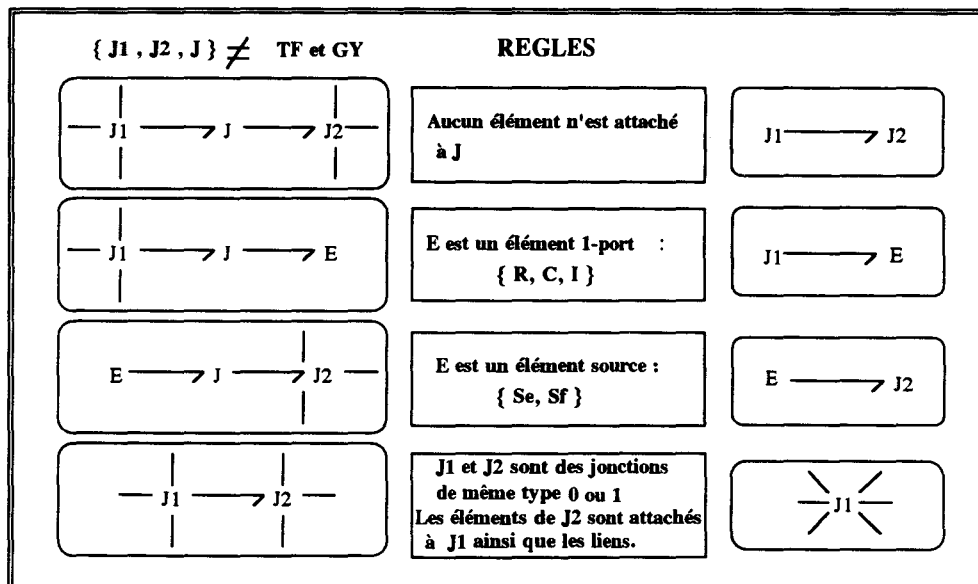 { J1 , J2 , J } ≠ TF et GY
REGLES
J1 J J2
Aucun élément n'est attaché
à J
J1 J2
J1 J E
E est un élément 1-port :
{ R, C, I }
J1 E
E J J2
E est un élément source :
{ Se, Sf }
E J2
J1 J2
J1 et J2 sont des jonctions
de même type 0 ou 1
Les éléments de J2 sont attachés
à J1 ainsi que les liens.
J1